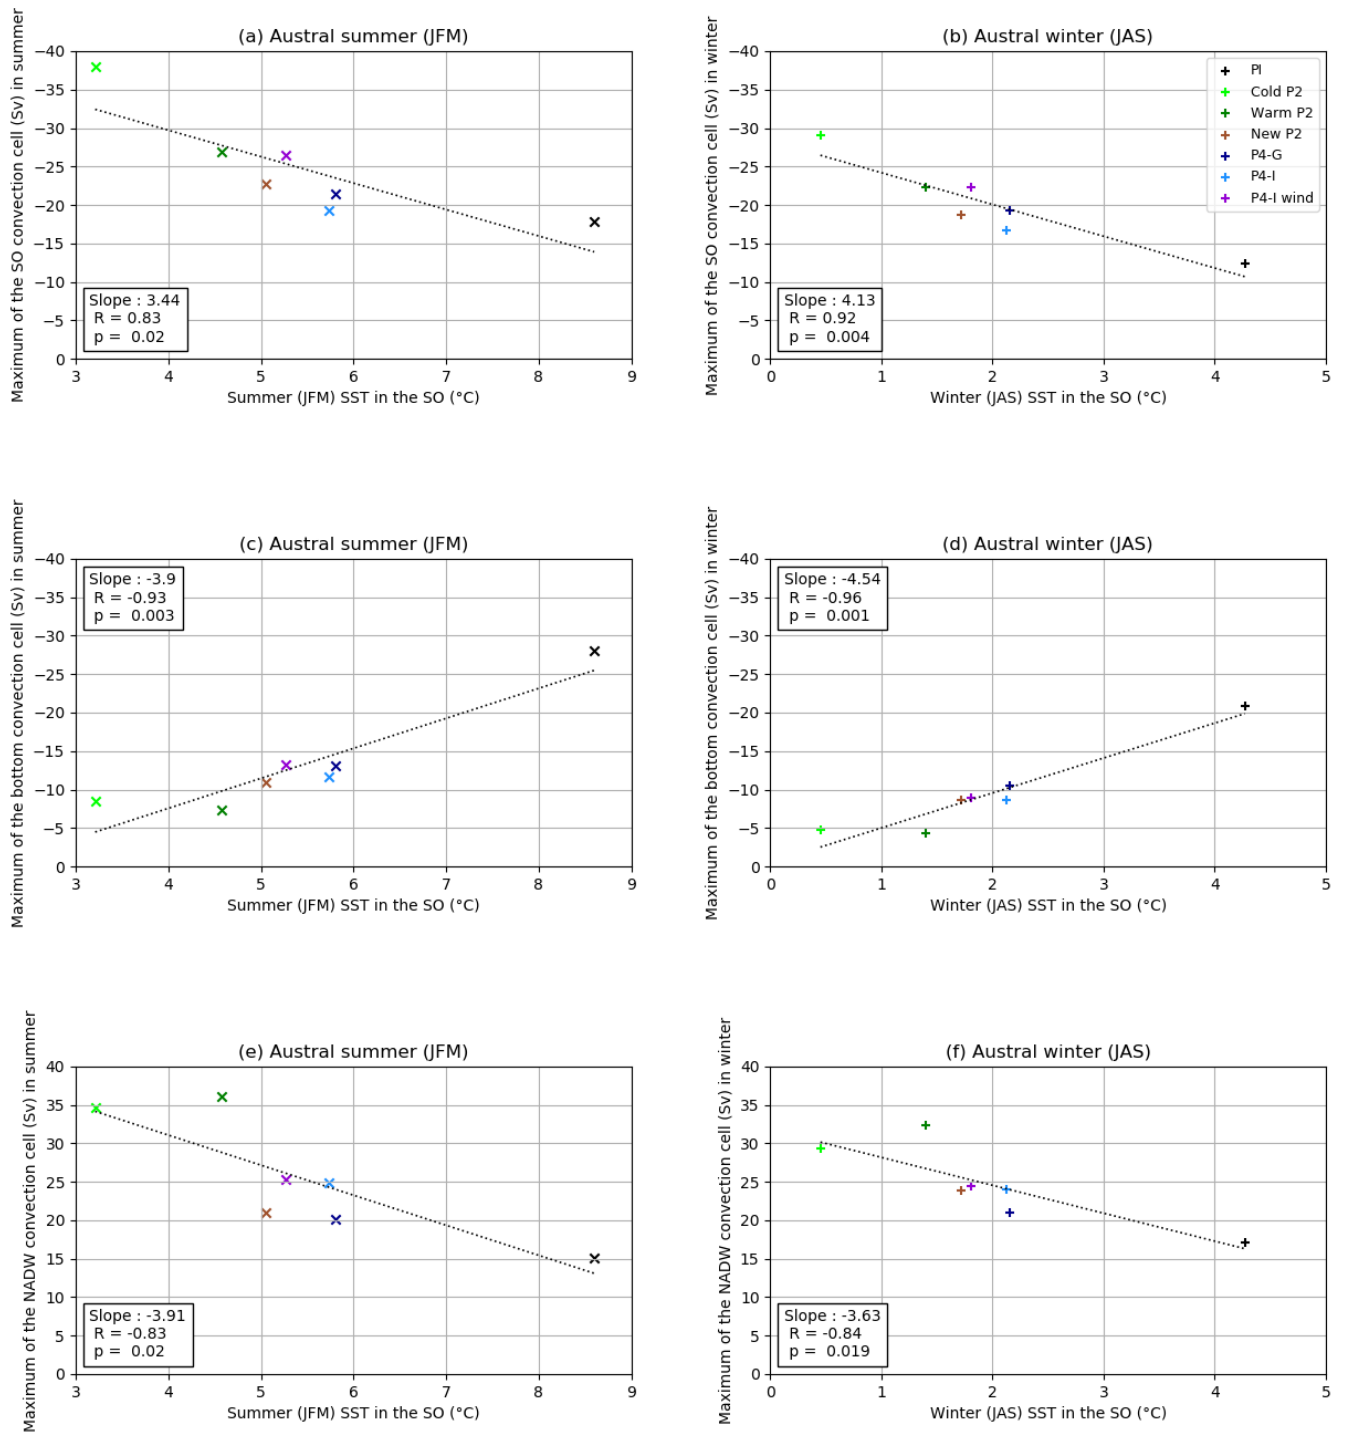 (a) Austral summer (JFM)
Maximum of the SO convection cell (Sv) in summer
−40
−35
−30
−25
−20
−15
−10
−5
0
Slope : 3.44
R = 0.83
p = 0.02
3 4 5 6 7 8 9
Summer (JFM) SST in the SO (°C)
(b) Austral winter (JAS)
Maximum of the SO convection cell (Sv) in winter
−40
−35
−30
−25
−20
−15
−10
−5
0
PI
Cold P2
Warm P2
New P2
P4-G
P4-I
P4-I wind
Slope : 4.13
R = 0.92
p = 0.004
0 1 2 3 4 5
Winter (JAS) SST in the SO (°C)
(c) Austral summer (JFM)
Maximum of the bottom convection cell (Sv) in summer
−40
−35
−30
−25
−20
−15
−10
−5
0
Slope : -3.9
R = -0.93
p = 0.003
3 4 5 6 7 8 9
Summer (JFM) SST in the SO (°C)
(d) Austral winter (JAS)
Maximum of the bottom convection cell (Sv) in winter
−40
−35
−30
−25
−20
−15
−10
−5
0
Slope : -4.54
R = -0.96
p = 0.001
0 1 2 3 4 5
Winter (JAS) SST in the SO (°C)
(e) Austral summer (JFM)
Maximum of the NADW convection cell (Sv) in summer
40
35
30
25
20
15
10
5
0
Slope : -3.91
R = -0.83
p = 0.02
3 4 5 6 7 8 9
Summer (JFM) SST in the SO (°C)
(f) Austral winter (JAS)
Maximum of the NADW convection cell (Sv) in winter
40
35
30
25
20
15
10
5
0
Slope : -3.63
R = -0.84
p = 0.019
0 1 2 3 4 5
Winter (JAS) SST in the SO (°C)